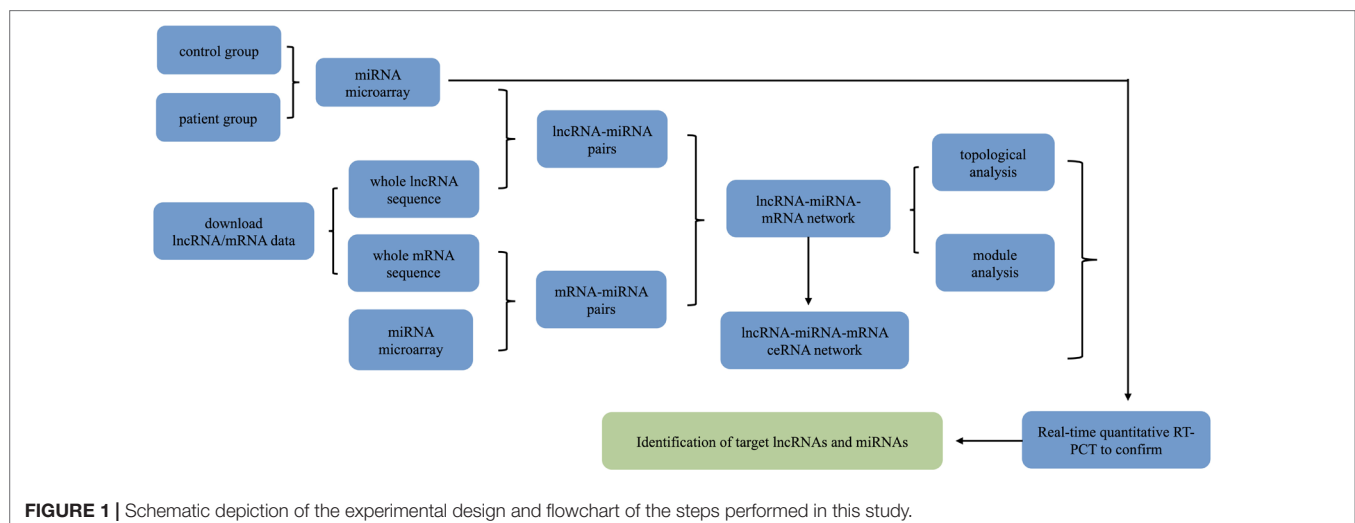 control group
patient group
miRNA
microarray
download
lncRNA/mRNA data
whole lncRNA
sequence
whole mRNA
sequence
miRNA
microarray
lncRNA-miRNA
pairs
mRNA-miRNA
pairs
lncRNA-miRNA-
mRNA network
lncRNA-miRNA-mRNA
ceRNA network
topological
analysis
module
analysis
Real-time quantitative RT-
PCT to confirm
Identification of target lncRNAs and miRNAs
FIGURE 1 | Schematic depiction of the experimental design and flowchart of the steps performed in this study.